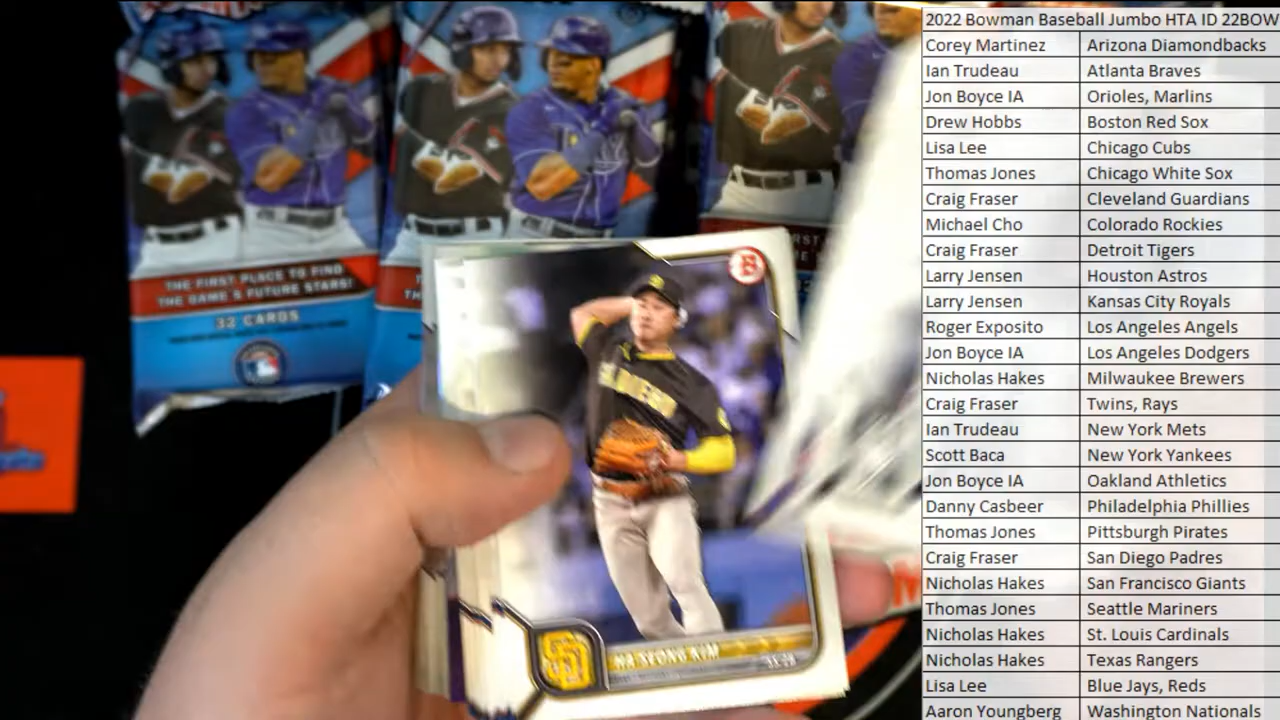 THE FIRST PLACE TO FIND
THE GAME'S FUTURE STARS!
32 CARDS
B
SD
HA SEONG KIM
SS-2B
2022 Bowman Baseball Jumbo HTA ID 22BOW
Corey Martinez Arizona Diamondbacks
Ian Trudeau Atlanta Braves
Jon Boyce IA Orioles, Marlins
Drew Hobbs Boston Red Sox
Lisa Lee Chicago Cubs
Thomas Jones Chicago White Sox
Craig Fraser Cleveland Guardians
Michael Cho Colorado Rockies
Craig Fraser Detroit Tigers
Larry Jensen Houston Astros
Larry Jensen Kansas City Royals
Roger Exposito Los Angeles Angels
Jon Boyce IA Los Angeles Dodgers
Nicholas Hakes Milwaukee Brewers
Craig Fraser Twins, Rays
Ian Trudeau New York Mets
Scott Baca New York Yankees
Jon Boyce IA Oakland Athletics
Danny Casbeer Philadelphia Phillies
Thomas Jones Pittsburgh Pirates
Craig Fraser San Diego Padres
Nicholas Hakes San Francisco Giants
Thomas Jones Seattle Mariners
Nicholas Hakes St. Louis Cardinals
Nicholas Hakes Texas Rangers
Lisa Lee Blue Jays, Reds
Aaron Youngberg Washington Nationals